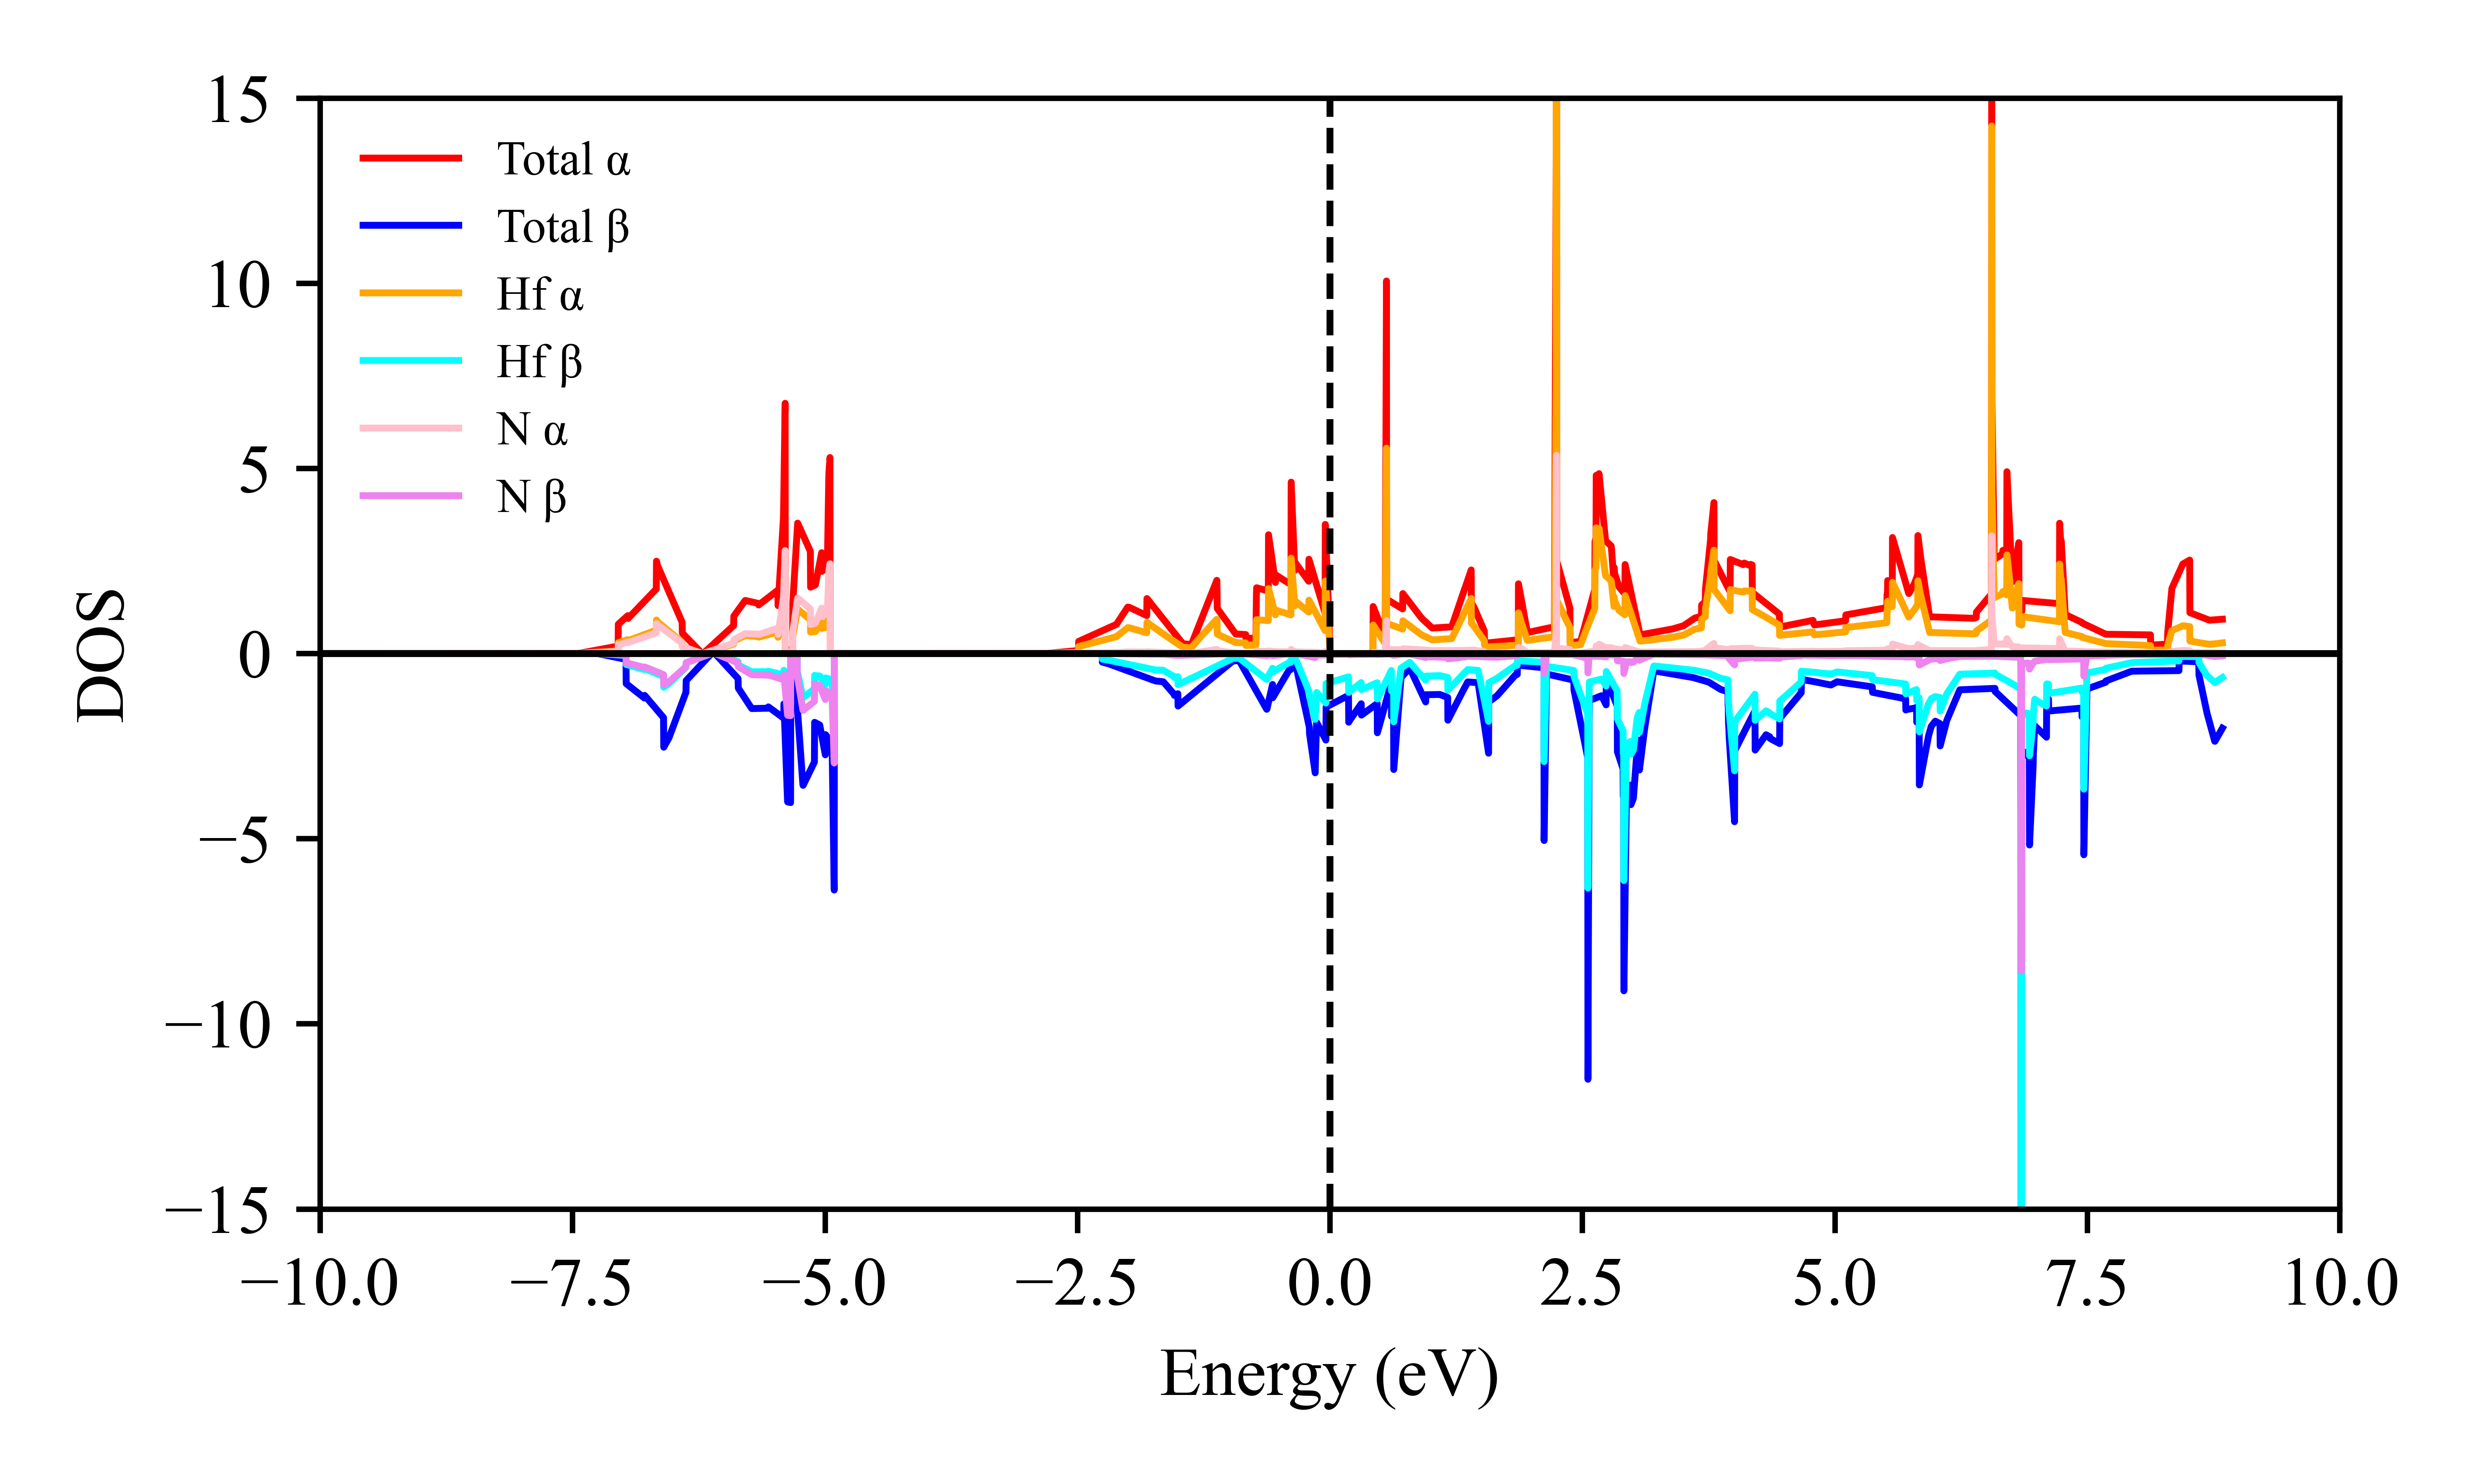 15
10
5
0
−5
−10
−15
DOS
Total α
Total β
Hf α
Hf β
N α
N β
−10.0 −7.5 −5.0 −2.5 0.0 2.5 5.0 7.5 10.0
Energy (eV)